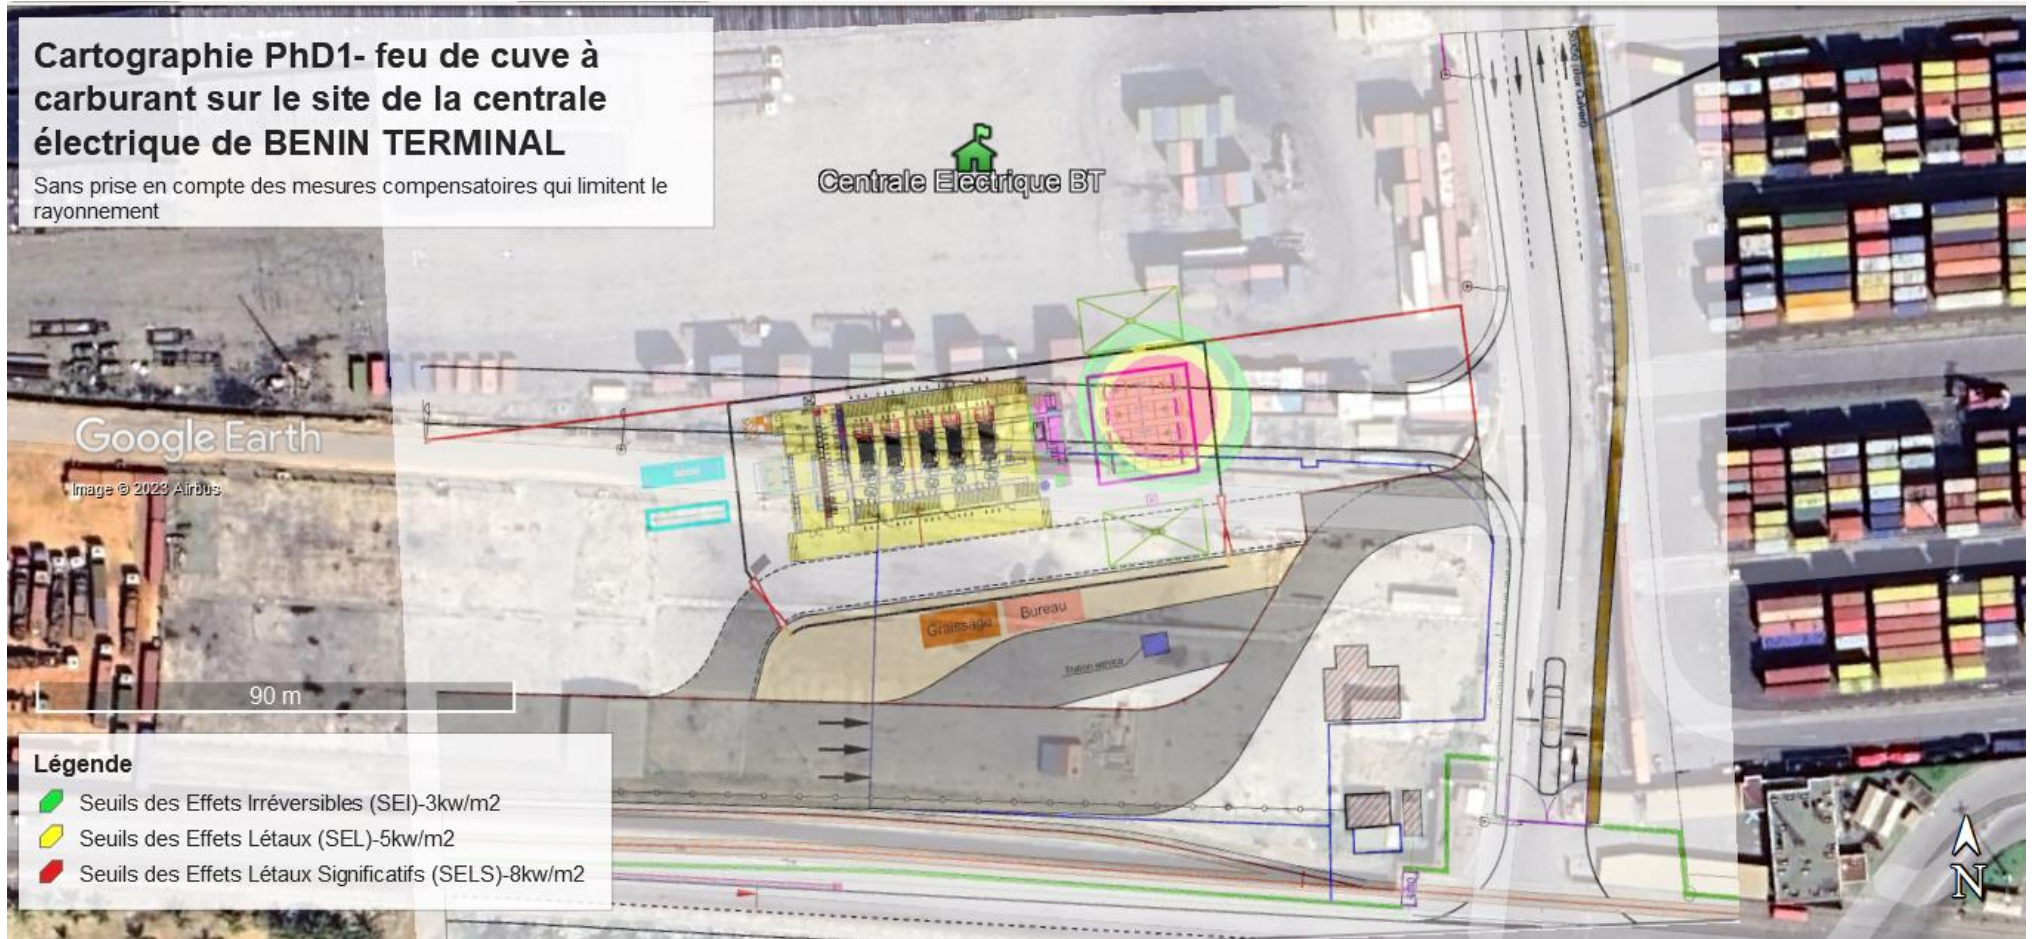 Cartographie PhD1- feu de cuve à
carburant sur le site de la centrale
électrique de BENIN TERMINAL
Sans prise en compte des mesures compensatoires qui limitent le
rayonnement
Centrale Electrique BT
Google Earth
Image © 2023 Airbus
Graissage
Bureau
Station service
90 m
Légende
Seuils des Effets Irréversibles (SEI)-3kw/m2
Seuils des Effets Létaux (SEL)-5kw/m2
Seuils des Effets Létaux Significatifs (SELS)-8kw/m2
N